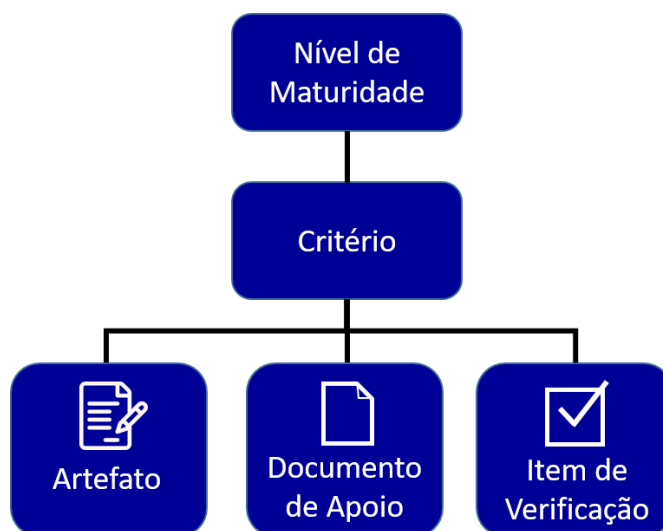 Nível de
Maturidade
Critério
Artefato
Documento
de Apoio
Item de
Verificação